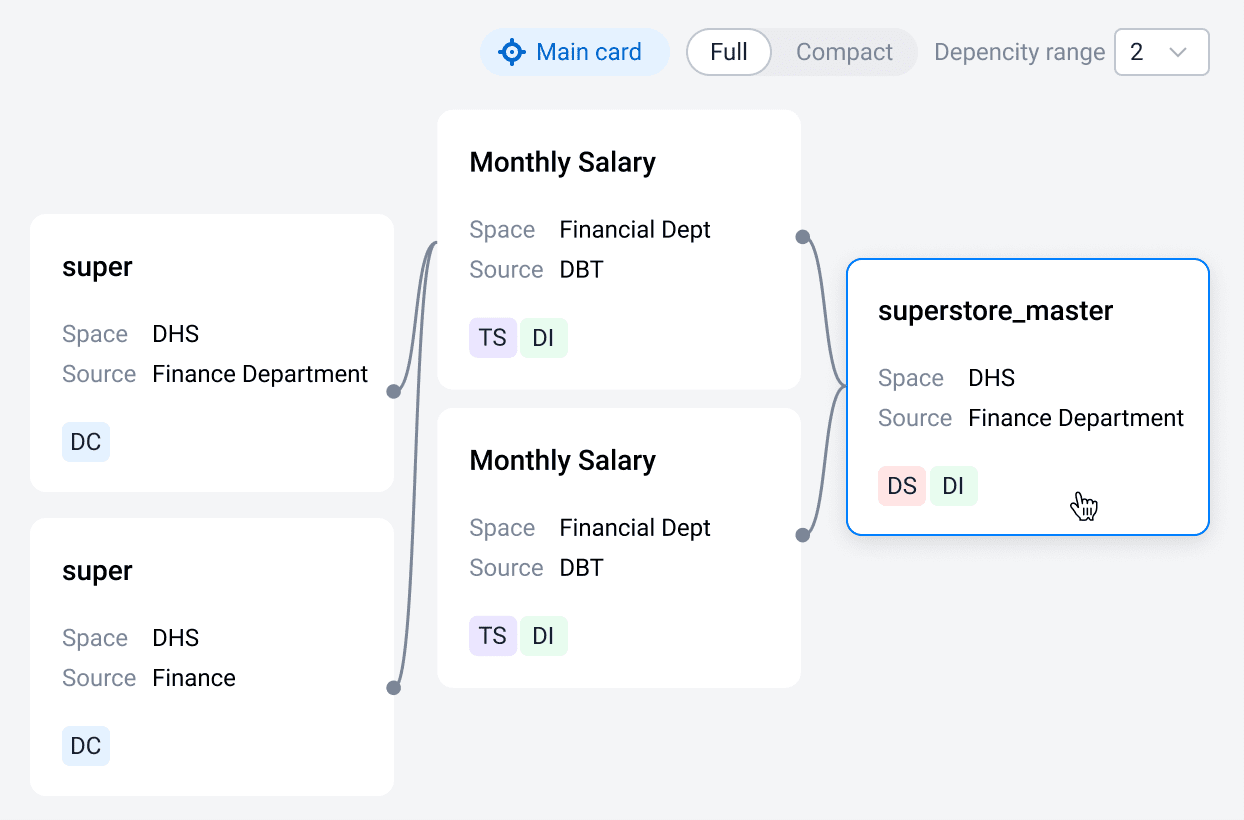 Main card Full Compact Depencity range 2
super
Space DHS
Source Finance Department
DC
super
Space DHS
Source Finance
DC
Monthly Salary
Space Financial Dept
Source DBT
TS DI
Monthly Salary
Space Financial Dept
Source DBT
TS DI
superstore_master
Space DHS
Source Finance Department
DS DI